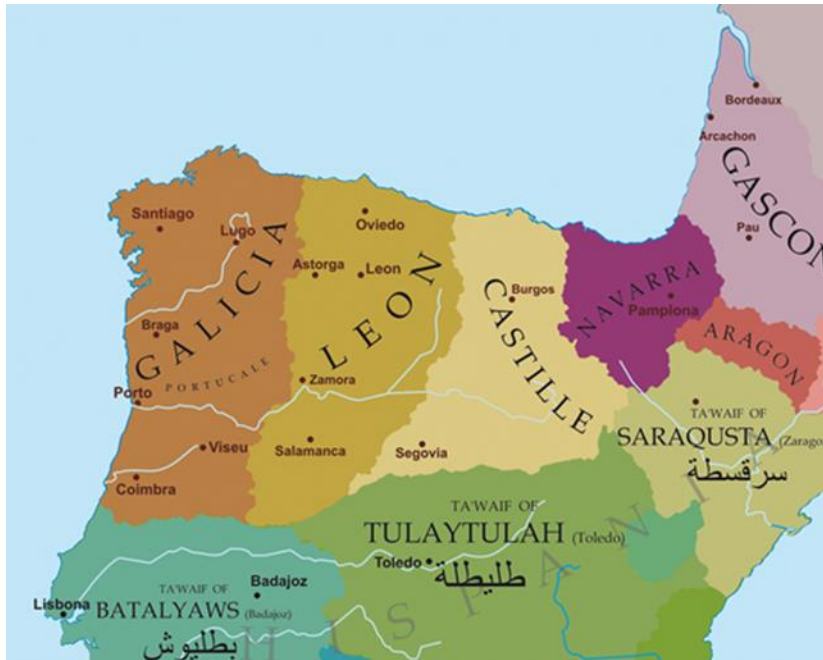 Bordeaux
Arcachon
GASCON
Pau
Santiago
Lugo
Oviedo
GALICIA
Astorga
Leon
LEON
Burgos
CASTILLE
NAVARRA
Pamplona
ARAGON
Braga
PORTUCALE
Porto
Zamora
TA'WAIF OF
SARAQUSTA (Zarago
سرقسطة
Viseu
Salamanca
Segovia
Coimbra
TA'WAIF OF
TULAYTULAH (Toledo)
Toledo
طليطلة
HISPANI
TA'WAIF OF
Badajoz
Lisbona
BATALYAWS (Badajoz)
بطليوش